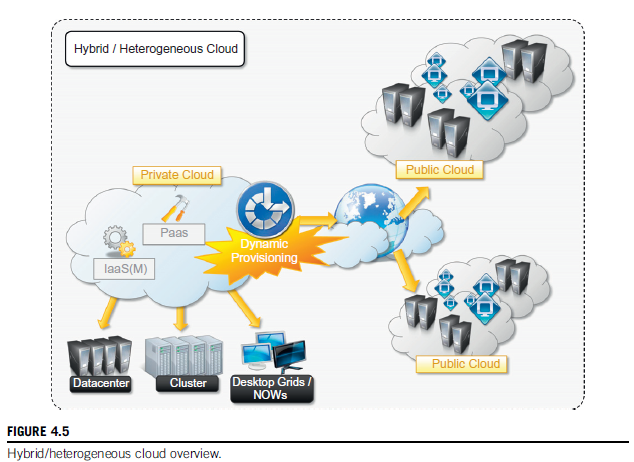 Hybrid / Heterogeneous Cloud
Public Cloud
Private Cloud
Paas
IaaS(M)
Dynamic
Provisioning
Public Cloud
Datacenter
Cluster
Desktop Grids /
NOWs
FIGURE 4.5
Hybrid/heterogeneous cloud overview.